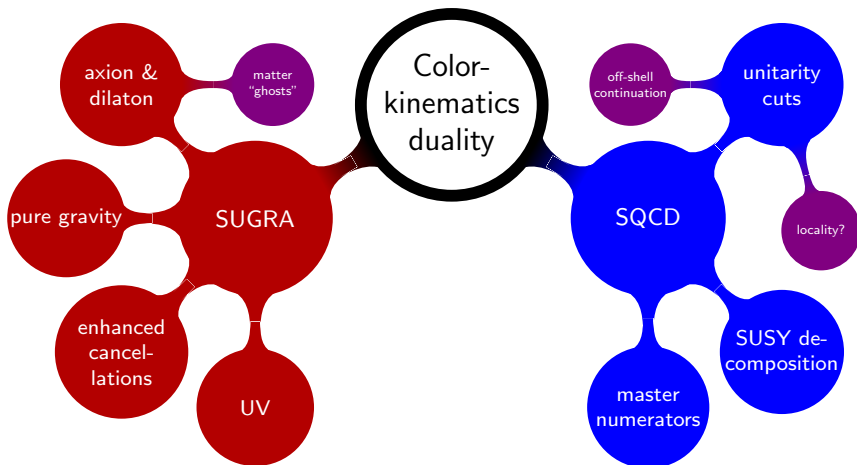 Color-
kinematics
duality
axion &
dilaton
matter
"ghosts"
pure gravity
SUGRA
enhanced
cancel-
lations
UV
off-shell
continuation
unitarity
cuts
locality?
SQCD
SUSY de-
composition
master
numerators